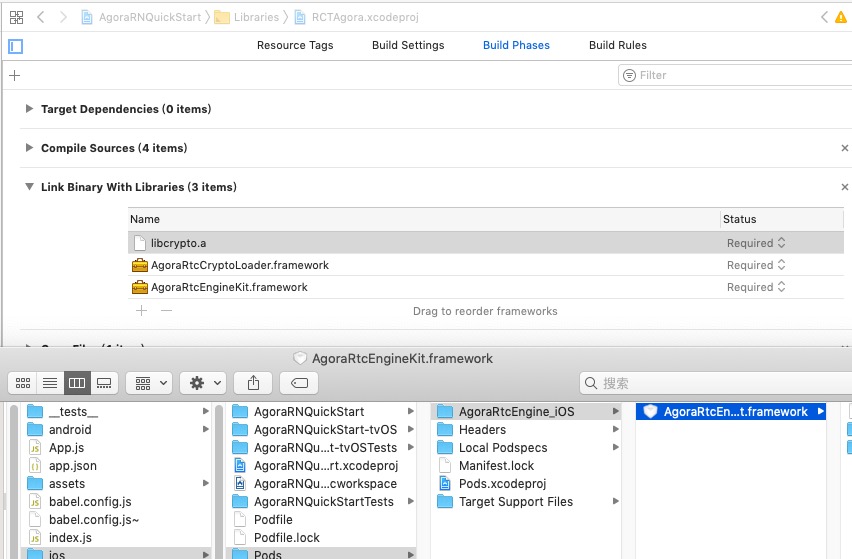 AgoraRNQuickStart Libraries RCTAgora.xcodeproj
Resource Tags Build Settings Build Phases Build Rules
Filter
Target Dependencies (0 items)
Compile Sources (4 items)
Link Binary With Libraries (3 items)
Name Status
libcrypto.a Required
AgoraRtcCryptoLoader.framework Required
AgoraRtcEngineKit.framework Required
Drag to reorder frameworks
AgoraRtcEngineKit.framework
搜索
__tests__
android
App.js
app.json
assets
babel.config.js
babel.config.js~
index.js
ios
AgoraRNQuickStart
AgoraRNQuickStart-tvOS
AgoraRNQu...t-tvOSTests
AgoraRNQu...rt.xcodeproj
AgoraRNQu...cworkspace
AgoraRNQuickStartTests
Podfile
Podfile.lock
Pods
AgoraRtcEngine_iOS
Headers
Local Podspecs
Manifest.lock
Pods.xcodeproj
Target Support Files
AgoraRtcEn...t.framework